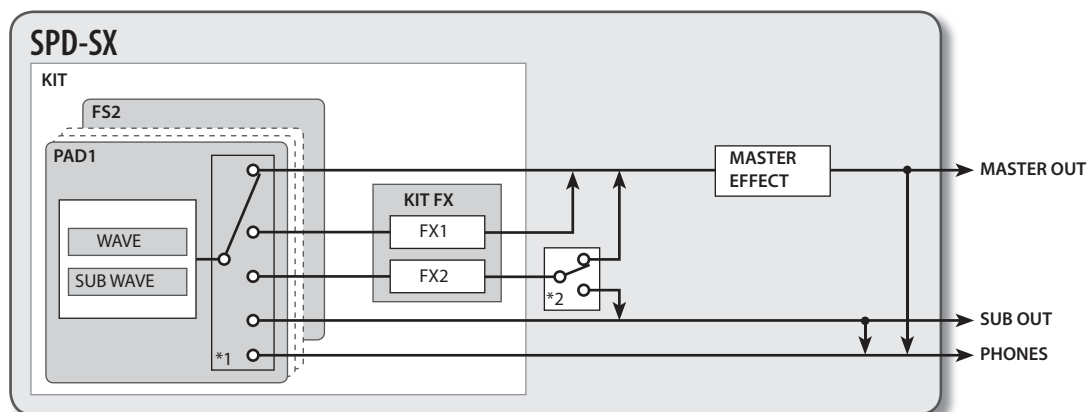 SPD-SX
KIT
FS2
PAD1
WAVE
SUB WAVE
*1
KIT FX
FX1
FX2
*2
MASTER
EFFECT
MASTER OUT
SUB OUT
PHONES